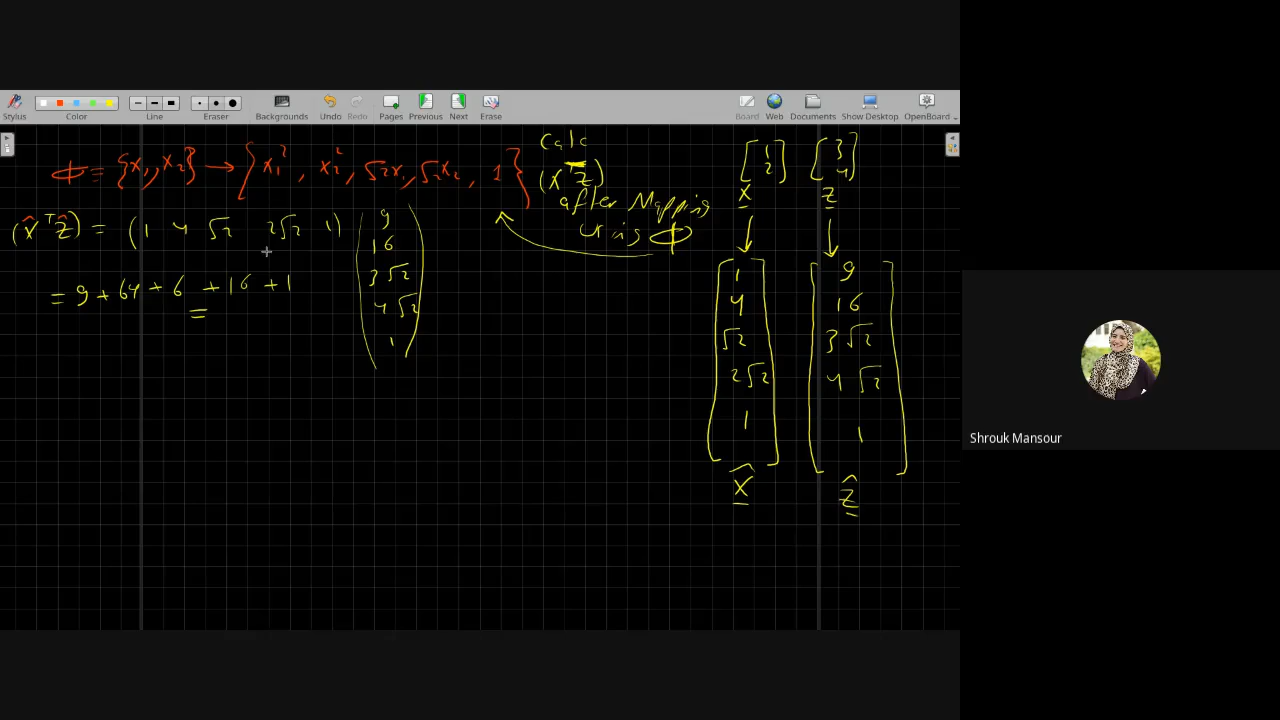 Stylus
Color
Line
Eraser
Backgrounds
Undo
Redo
Pages
Previous
Next
Erase
Board
Web
Documents
Show Desktop
OpenBoard
ϕ = {x₁, x₂} → {x₁², x₂², √2x₁, √2x₂, 1}
Calc
(XᵀZ)
after Mapping
using ϕ
[1 2] [3 4]
X Z
(X̂ᵀẐ) = (1 4 √2 2√2 1) (9 16 3√2 4√2 1)
= 9 + 64 + 6 + 16 + 1
1 9
4 16
√2 3√2
2√2 4√2
1 1
X̂ Ẑ
Shrouk Mansour